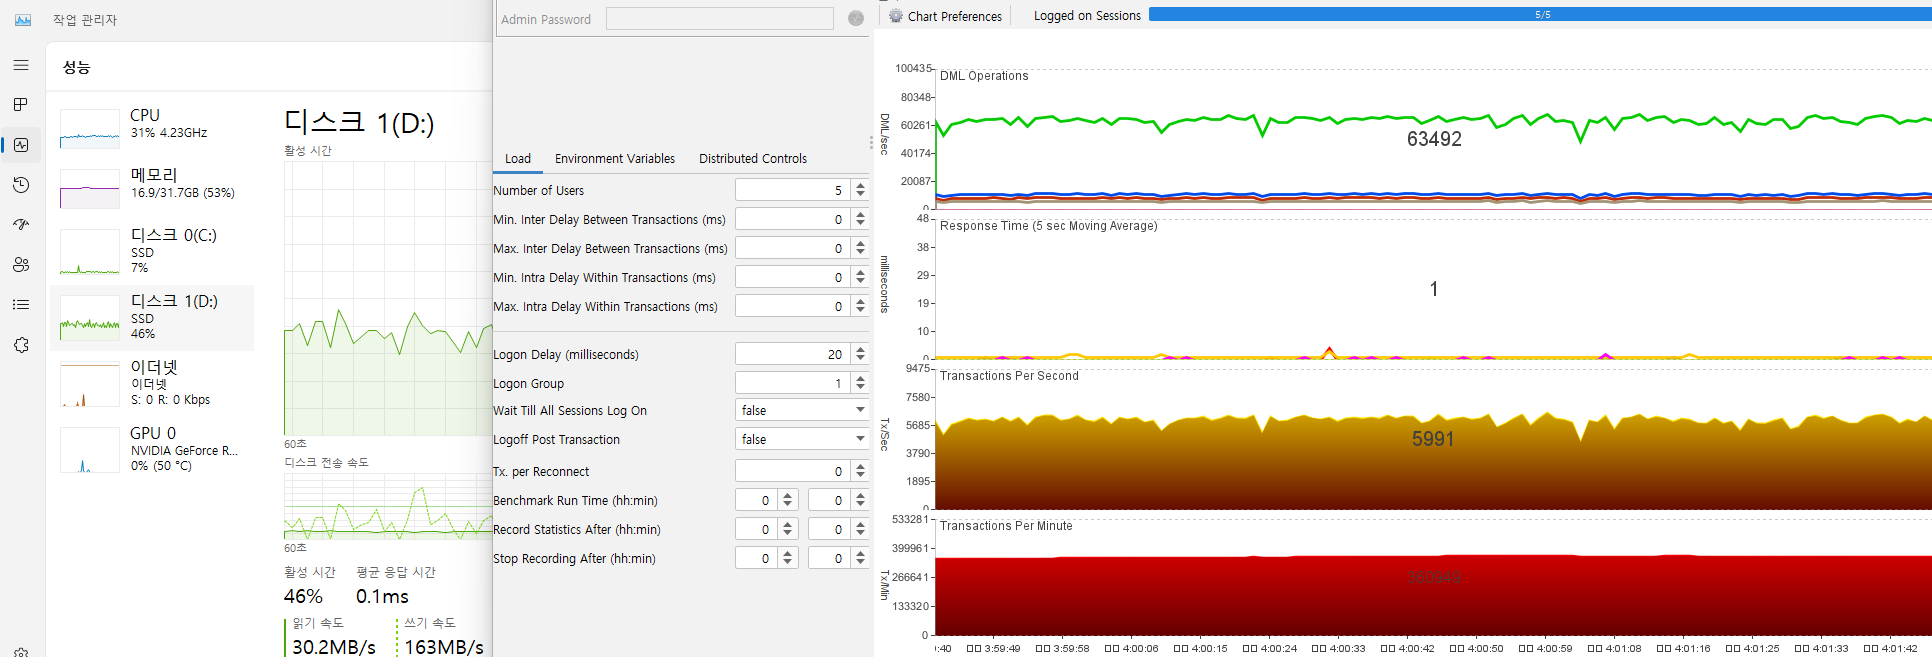 작업 관리자
성능
CPU
31% 4.23GHz
메모리
16.9/31.7GB (53%)
디스크 0(C:)
SSD
7%
디스크 1(D:)
SSD
46%
이더넷
이더넷
S: 0 R: 0 Kbps
GPU 0
NVIDIA GeForce R...
0% (50 °C)
디스크 1(D:)
활성 시간
60초
디스크 전송 속도
60초
활성 시간 평균 응답 시간
46% 0.1ms
읽기 속도 쓰기 속도
30.2MB/s 163MB/s
Admin Password
Load Environment Variables Distributed Controls
Number of Users 5
Min. Inter Delay Between Transactions (ms) 0
Max. Inter Delay Between Transactions (ms) 0
Min. Intra Delay Within Transactions (ms) 0
Max. Intra Delay Within Transactions (ms) 0
Logon Delay (milliseconds) 20
Logon Group 1
Wait Till All Sessions Log On false
Logoff Post Transaction false
Tx. per Reconnect 0
Benchmark Run Time (hh:min) 0 0
Record Statistics After (hh:min) 0 0
Stop Recording After (hh:min) 0 0
Chart Preferences Logged on Sessions 5/5
DML Operations
DML/sec
100435
80348
60261
40174
20087
0
63492
Response Time (5 sec Moving Average)
milliseconds
48
38
29
19
10
0
1
Transactions Per Second
Tx/Sec
9475
7580
5685
3790
1895
0
5991
Transactions Per Minute
Tx/Min
533281
399961
266641
133320
0
360949
:40 □□ 3:59:49 □□ 3:59:58 □□ 4:00:06 □□ 4:00:15 □□ 4:00:24 □□ 4:00:33 □□ 4:00:42 □□ 4:00:50 □□ 4:00:59 □□ 4:01:08 □□ 4:01:16 □□ 4:01:25 □□ 4:01:33 □□ 4:01:42